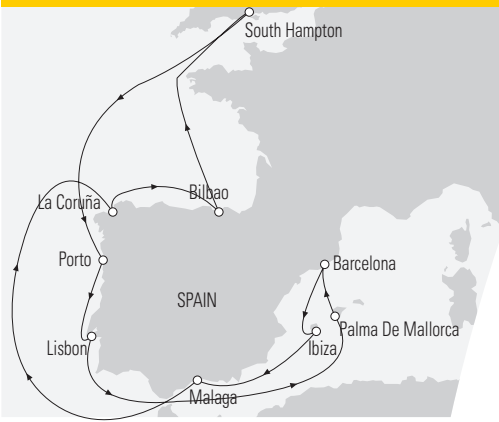 South Hampton
La Coruña
Bilbao
Porto
Barcelona
SPAIN
Lisbon
Palma De Mallorca
Ibiza
Malaga